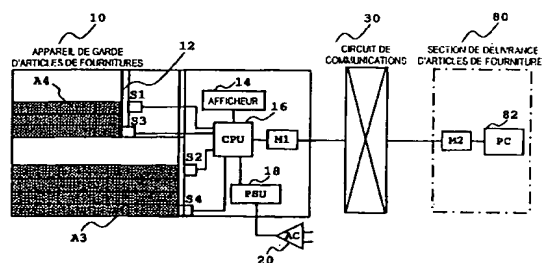 10
APPAREIL DE GARDE
D'ARTICLES DE FOURNITURES
12
A4
S1
S3
S2
S4
A3
14
AFFICHEUR
16
CPU
M1
18
PSU
AC
20
30
CIRCUIT DE
COMMUNICATIONS
80
SECTION DE DÉLIVRANCE
D'ARTICLES DE FOURNITURE
82
M2
PC